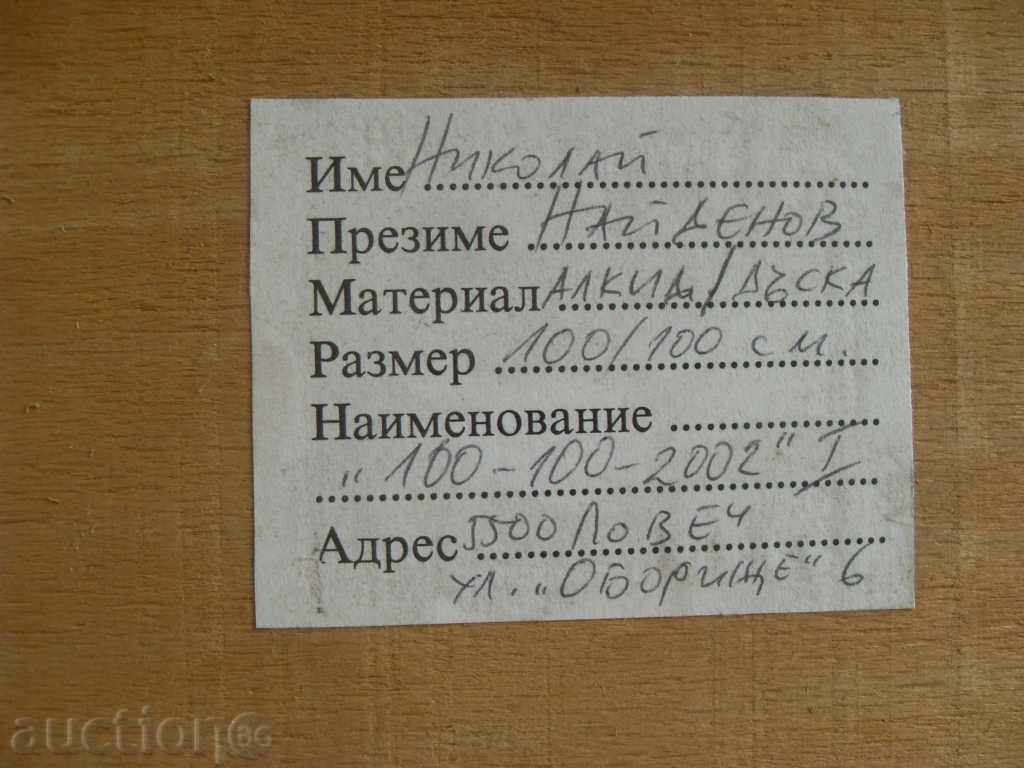 Име Николай
Презиме Найденов
Материал Алкид/дъска
Размер 100/100 см.
Наименование
„100-100-2002" I
Адрес 5500 Ловеч
ул. „Оборище" 6
auction BG